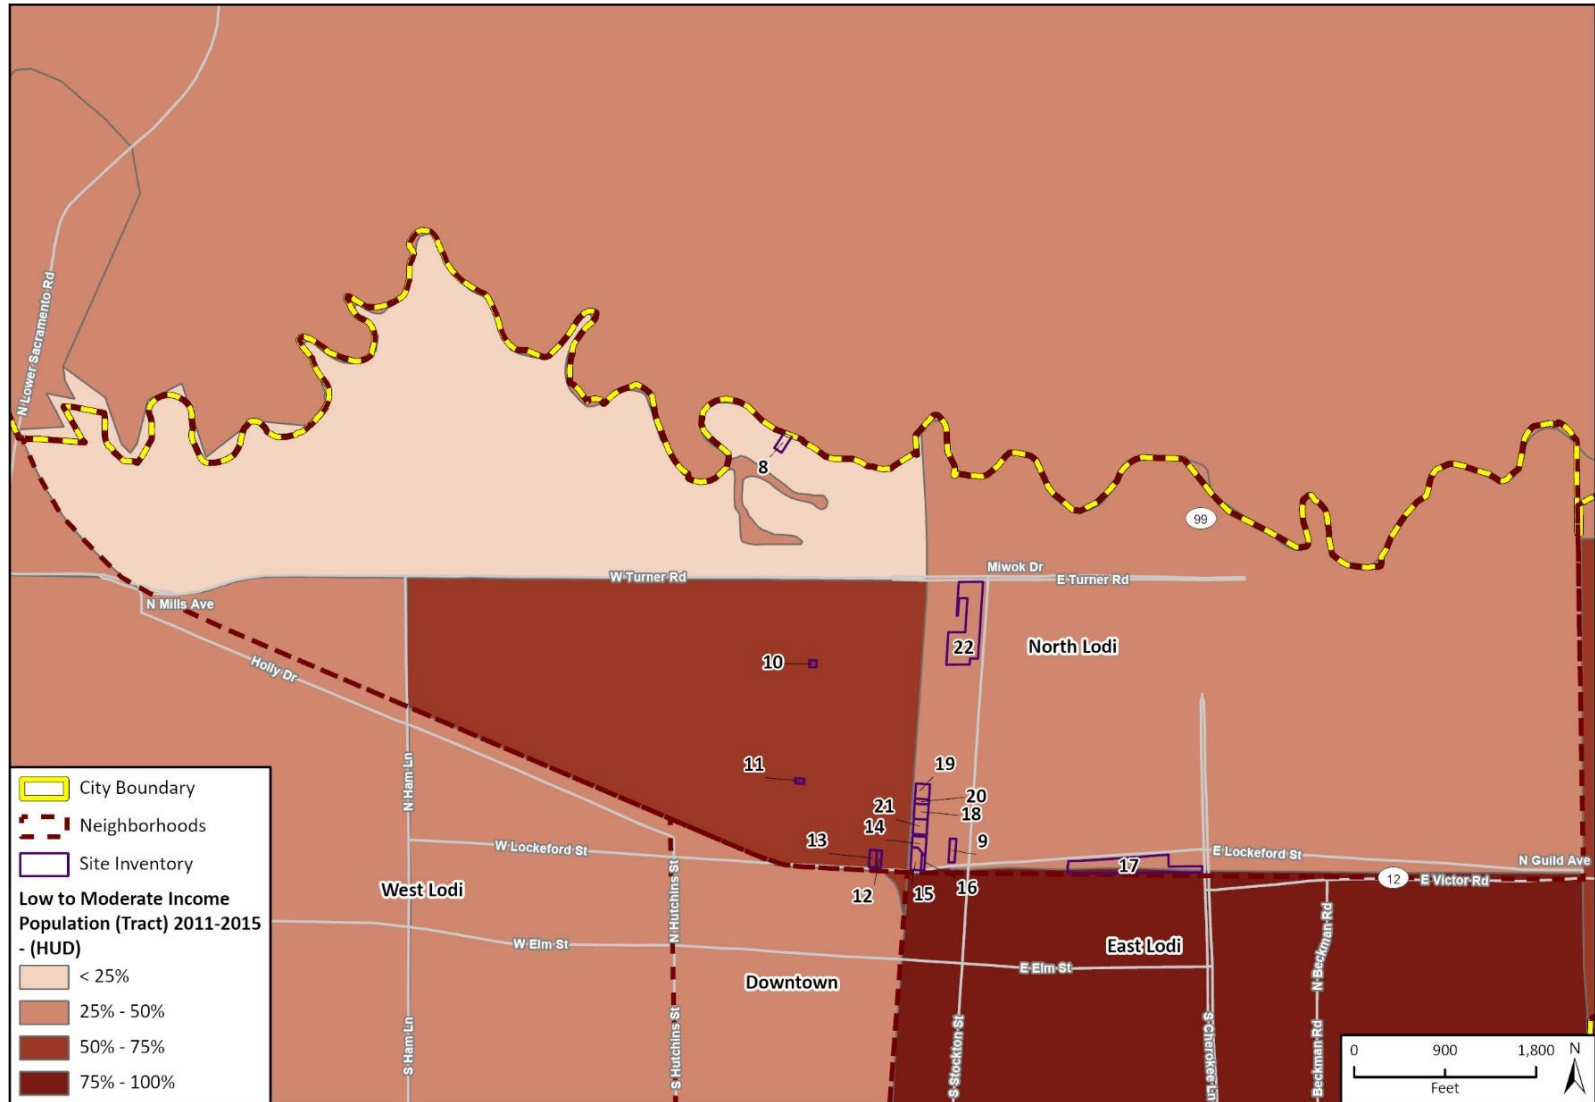 N Lower Sacramento Rd
8
99
W Turner Rd
Miwok Dr
E Turner Rd
N Mills Ave
Holly Dr
10
22
North Lodi
11
19
20
18
21
14
9
13
12
15
16
17
N Ham Ln
W Lockeford St
E Lockeford St
N Guild Ave
12
E Victor Rd
West Lodi
N Hutchins St
W Elm St
E Elm St
East Lodi
Downtown
N Beckman Rd
S Ham Ln
S Hutchins St
S Stockton St
S Cherokee Ln
Beckman Rd
City Boundary
Neighborhoods
Site Inventory
Low to Moderate Income
Population (Tract) 2011-2015
- (HUD)
< 25%
25% - 50%
50% - 75%
75% - 100%
0 900 1,800
Feet
N